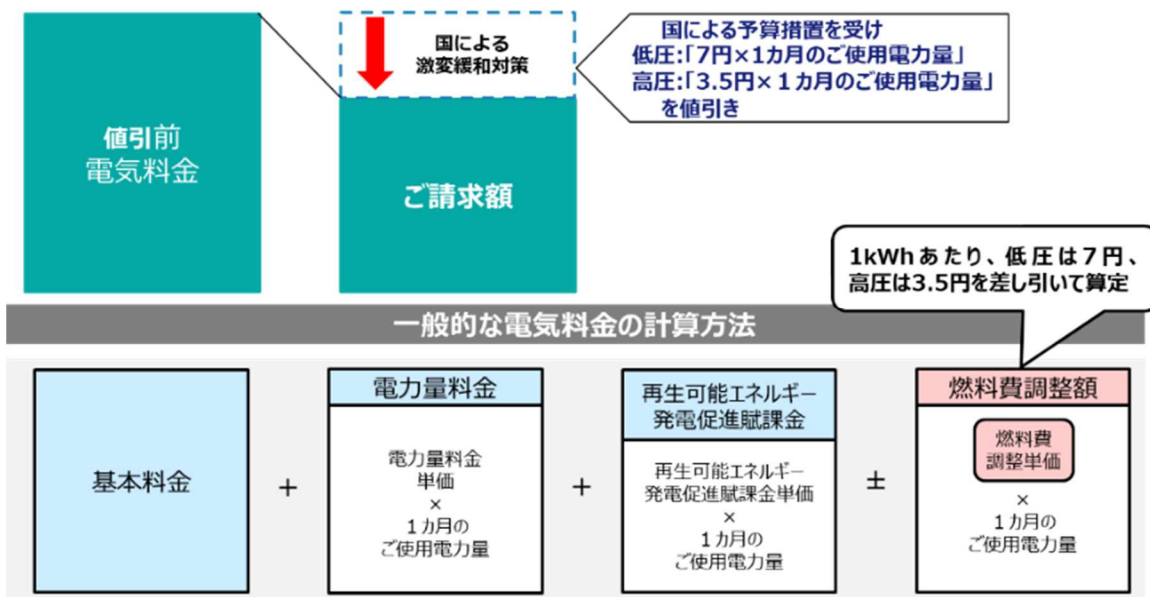 値引前
電気料金
国による
激変緩和対策
国による予算措置を受け
低圧:「7円×1カ月のご使用電力量」
高圧:「3.5円×1カ月のご使用電力量」
を値引き
ご請求額
1kWhあたり、低圧は7円、
高圧は3.5円を差し引いて算定
一般的な電気料金の計算方法
基本料金
+
電力量料金
電力量料金
単価
×
1カ月の
ご使用電力量
+
再生可能エネルギー
発電促進賦課金
再生可能エネルギー
発電促進賦課金単価
×
1カ月の
ご使用電力量
±
燃料費調整額
燃料費
調整単価
×
1カ月の
ご使用電力量